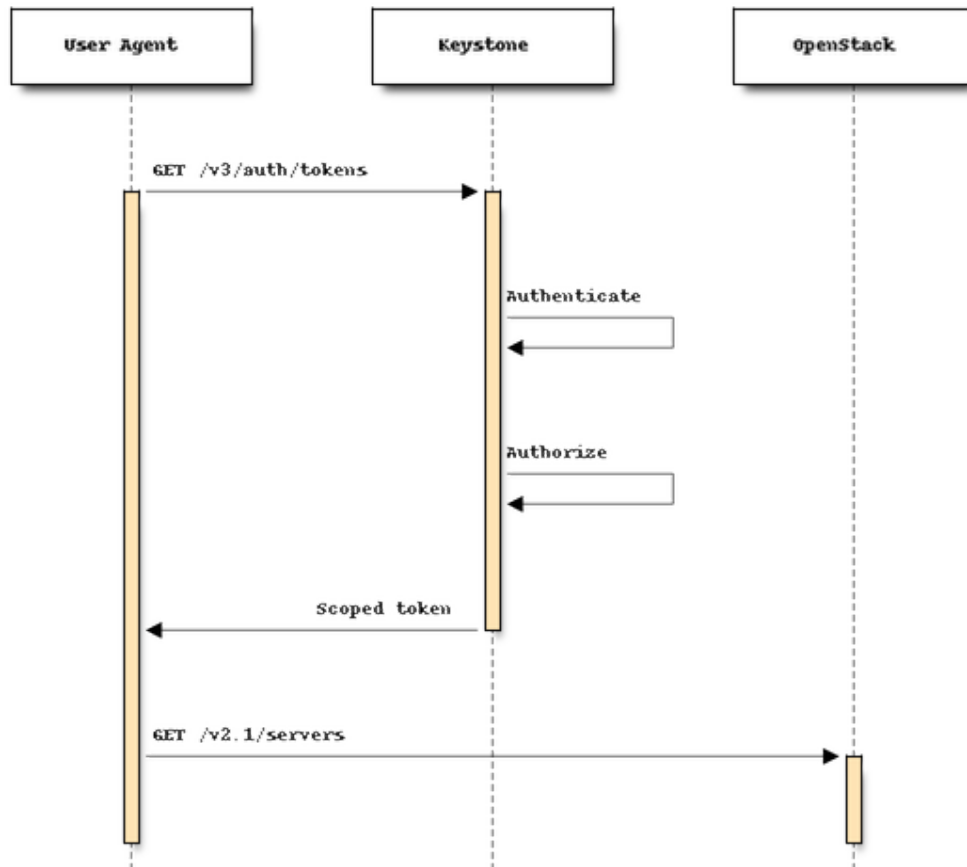 User Agent
Keystone
OpenStack
GET /v3/auth/tokens
Authenticate
Authorize
Scoped token
GET /v2.1/servers